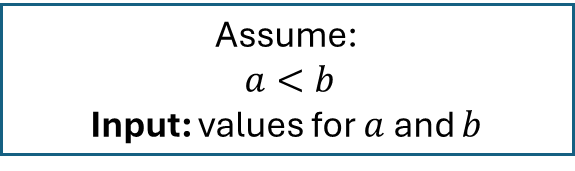 Assume:
a < b
Input: values for a and b